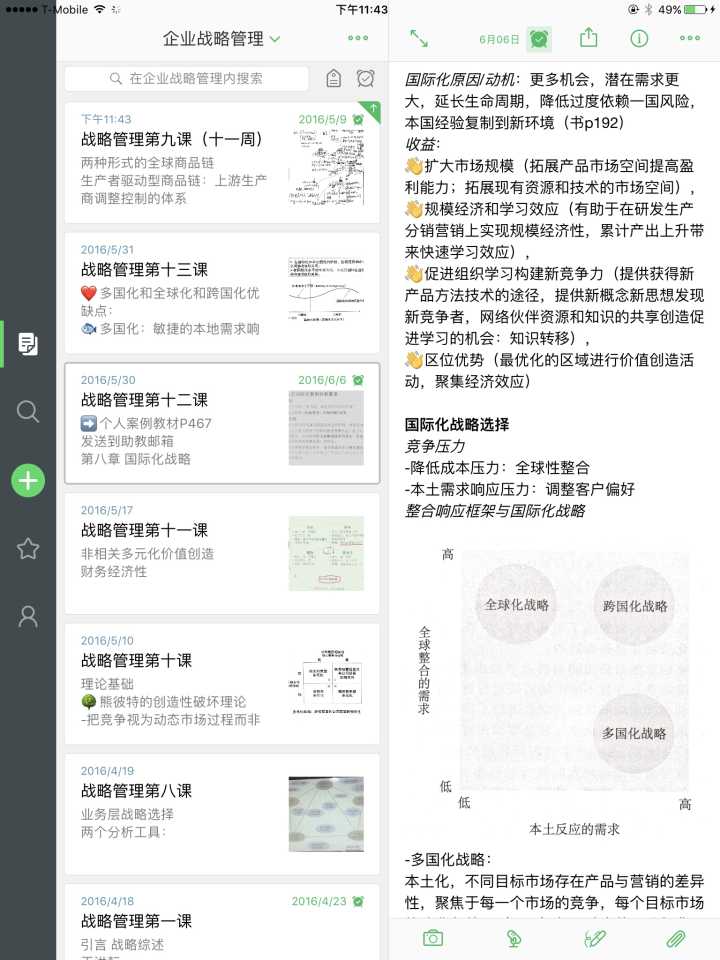 T-Mobile
下午11:43
49%
企业战略管理
在企业战略管理内搜索
下午11:43
2016/5/9
战略管理第九课（十一周）
两种形式的全球商品链
生产者驱动型商品链：上游生产
商调整控制的体系
2016/5/31
战略管理第十三课
❤️多国化和全球化和跨国化优
缺点：
🐟多国化：敏捷的本地需求响
2016/5/30
2016/6/6
战略管理第十二课
➡️个人案例教材P467
发送到助教邮箱
第八章 国际化战略
2016/5/17
战略管理第十一课
非相关多元化价值创造
财务经济性
2016/5/10
战略管理第十课
理论基础
🌳熊彼特的创造性破坏理论
-把竞争视为动态市场过程而非
2016/4/19
战略管理第八课
业务层战略选择
两个分析工具：
2016/4/18
2016/4/23
战略管理第一课
引言 战略综述
6月06日
国际化原因/动机：更多机会，潜在需求更
大，延长生命周期，降低过度依赖一国风险，
本国经验复制到新环境（书p192）
收益：
👋扩大市场规模（拓展产品市场空间提高盈
利能力；拓展现有资源和技术的市场空间），
👋规模经济和学习效应（有助于在研发生产
分销营销上实现规模经济性，累计产出上升带
来快速学习效应），
👋促进组织学习构建新竞争力（提供获得新
产品方法技术的途径，提供新概念新思想发现
新竞争者，网络伙伴资源和知识的共享创造促
进学习的机会：知识转移），
👋区位优势（最优化的区域进行价值创造活
动，聚集经济效应）
国际化战略选择
竞争压力
-降低成本压力：全球性整合
-本土需求响应压力：调整客户偏好
整合响应框架与国际化战略
高
全球化战略
跨国化战略
全球整合的需求
多国化战略
低
低
高
本土反应的需求
-多国化战略：
本土化，不同目标市场存在产品与营销的差异
性，聚焦于每一个市场的竞争，每个目标市场